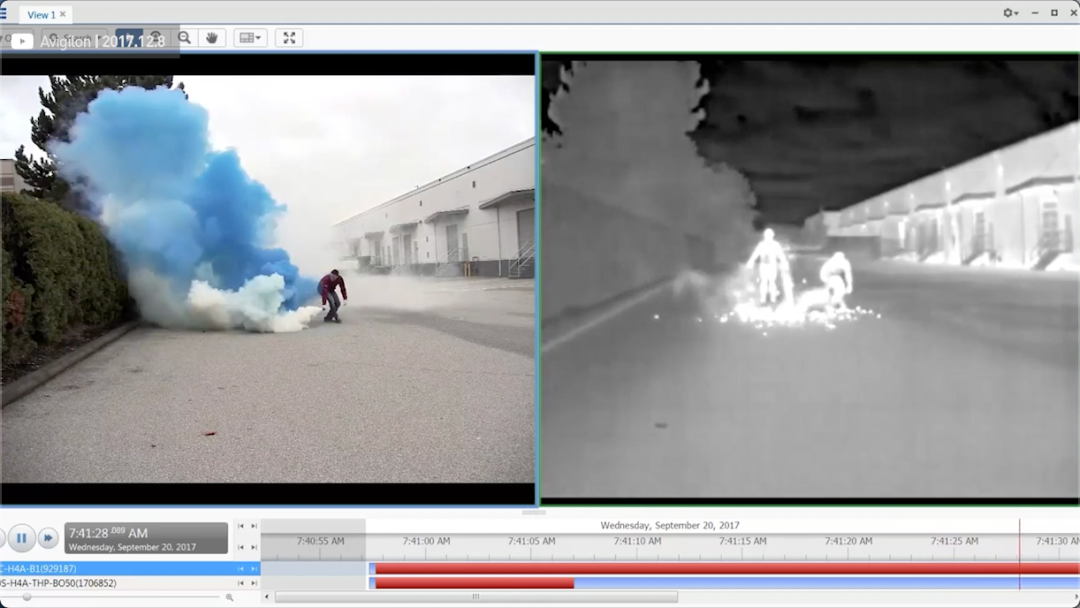 View 1
Avigilon | 2017.12.8
Wednesday, September 20, 2017
7:41:28.089 AM
Wednesday, September 20, 2017
7:40:55 AM 7:41:00 AM 7:41:05 AM 7:41:10 AM 7:41:15 AM 7:41:20 AM 7:41:25 AM 7:41:30 AM
C-H4A-B1(929187)
S-H4A-THP-BO50(1706852)